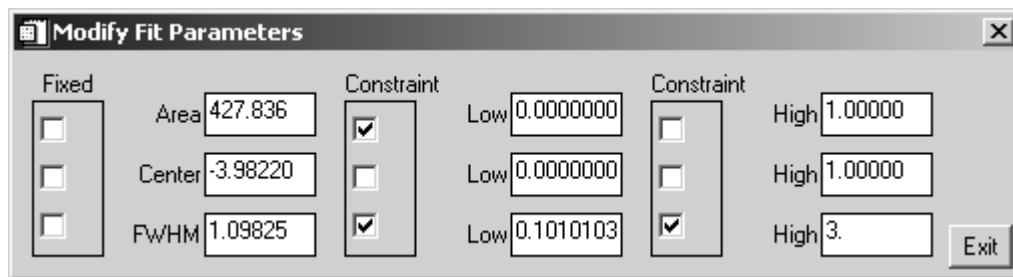 Modify Fit Parameters
Fixed Constraint Constraint
Area 427.836 Low 0.0000000 High 1.00000
Center -3.98220 Low 0.0000000 High 1.00000
FWHM 1.09825 Low 0.1010103 High 3.
Exit